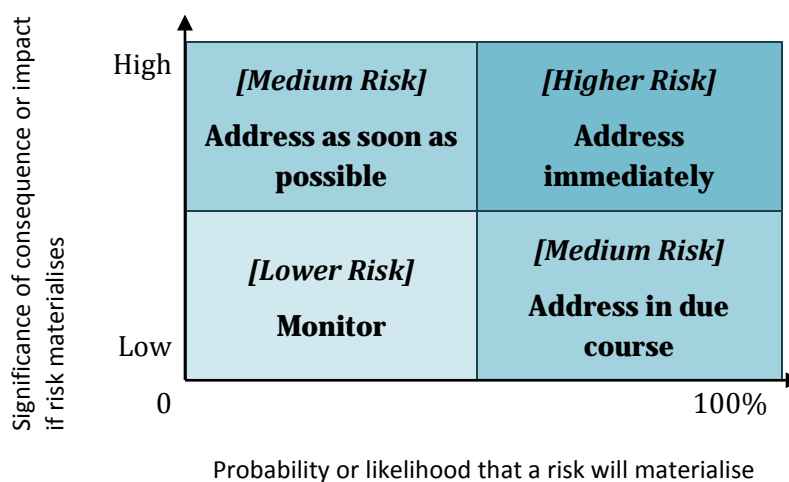 Significance of consequence or impact
if risk materialises
High
[Medium Risk]
Address as soon as
possible
[Higher Risk]
Address
immediately
[Lower Risk]
Monitor
[Medium Risk]
Address in due
course
Low
0
100%
Probability or likelihood that a risk will materialise